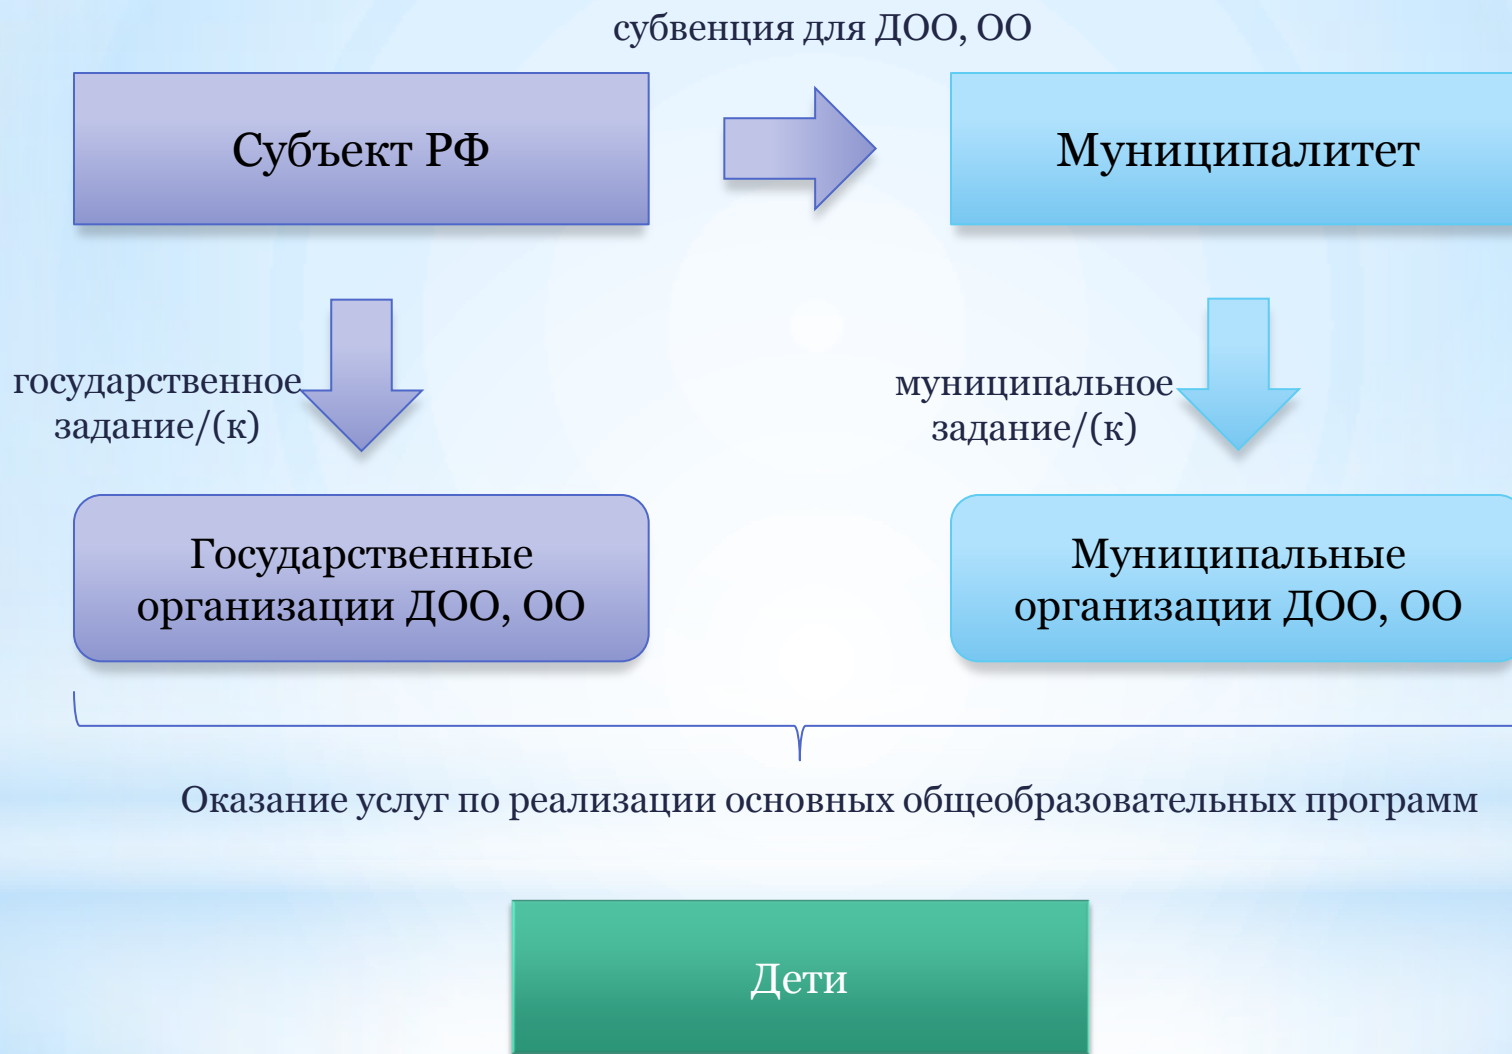 субвенция для ДОО, ОО
Субъект РФ
Муниципалитет
государственное
задание/(к)
муниципальное
задание/(к)
Государственные
организации ДОО, ОО
Муниципальные
организации ДОО, ОО
Оказание услуг по реализации основных общеобразовательных программ
Дети